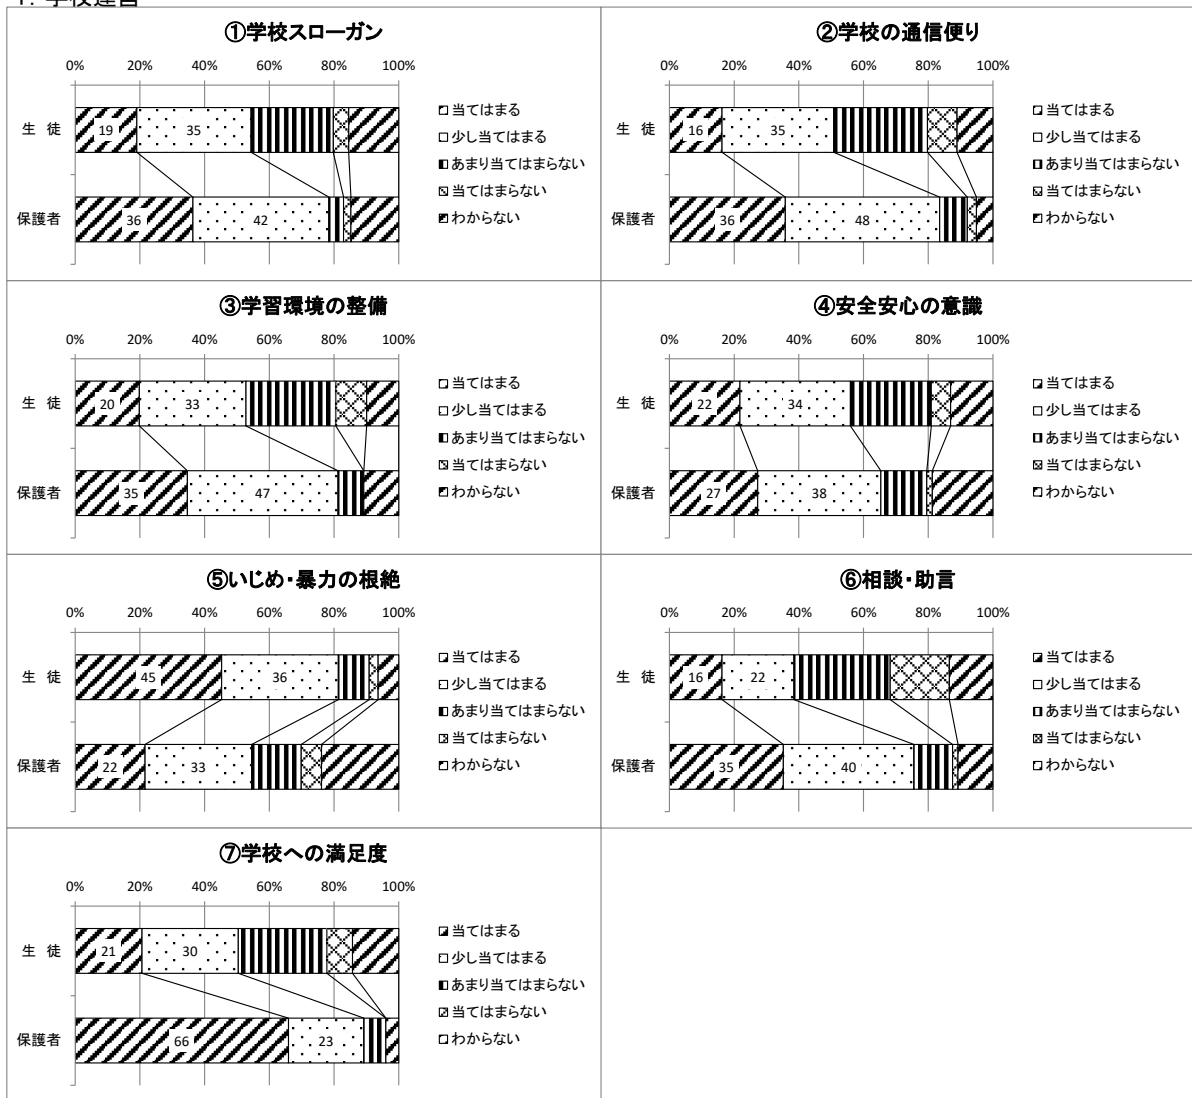 1. 学校運営
①学校スローガン
0% 20% 40% 60% 80% 100%
生 徒 19 35
保護者 36 42
当てはまる
少し当てはまる
あまり当てはまらない
当てはまらない
わからない
②学校の通信便り
0% 20% 40% 60% 80% 100%
生 徒 16 35
保護者 36 48
当てはまる
少し当てはまる
あまり当てはまらない
当てはまらない
わからない
③学習環境の整備
0% 20% 40% 60% 80% 100%
生 徒 20 33
保護者 35 47
当てはまる
少し当てはまる
あまり当てはまらない
当てはまらない
わからない
④安全安心の意識
0% 20% 40% 60% 80% 100%
生 徒 22 34
保護者 27 38
当てはまる
少し当てはまる
あまり当てはまらない
当てはまらない
わからない
⑤いじめ・暴力の根絶
0% 20% 40% 60% 80% 100%
生 徒 45 36
保護者 22 33
当てはまる
少し当てはまる
あまり当てはまらない
当てはまらない
わからない
⑥相談・助言
0% 20% 40% 60% 80% 100%
生 徒 16 22
保護者 35 40
当てはまる
少し当てはまる
あまり当てはまらない
当てはまらない
わからない
⑦学校への満足度
0% 20% 40% 60% 80% 100%
生 徒 21 30
保護者 66 23
当てはまる
少し当てはまる
あまり当てはまらない
当てはまらない
わからない